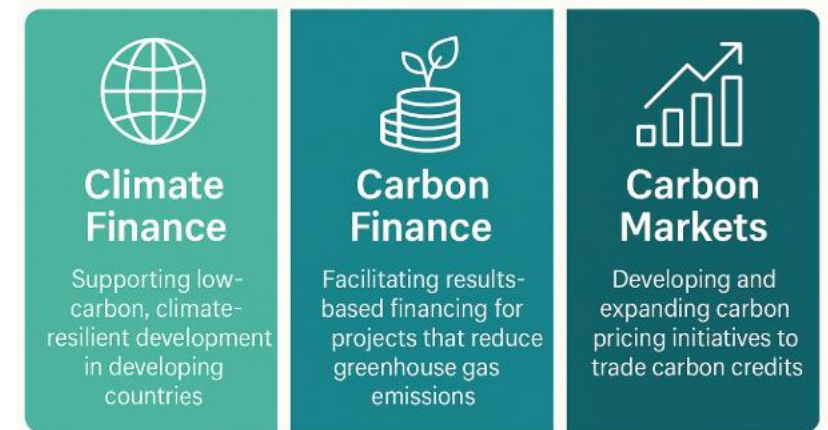 Climate
Finance
Supporting low-
carbon, climate-
resilient development
in developing
countries
Carbon
Finance
Facilitating results-
based financing for
projects that reduce
greenhouse gas
emissions
Carbon
Markets
Developing and
expanding carbon
pricing initiatives to
trade carbon credits